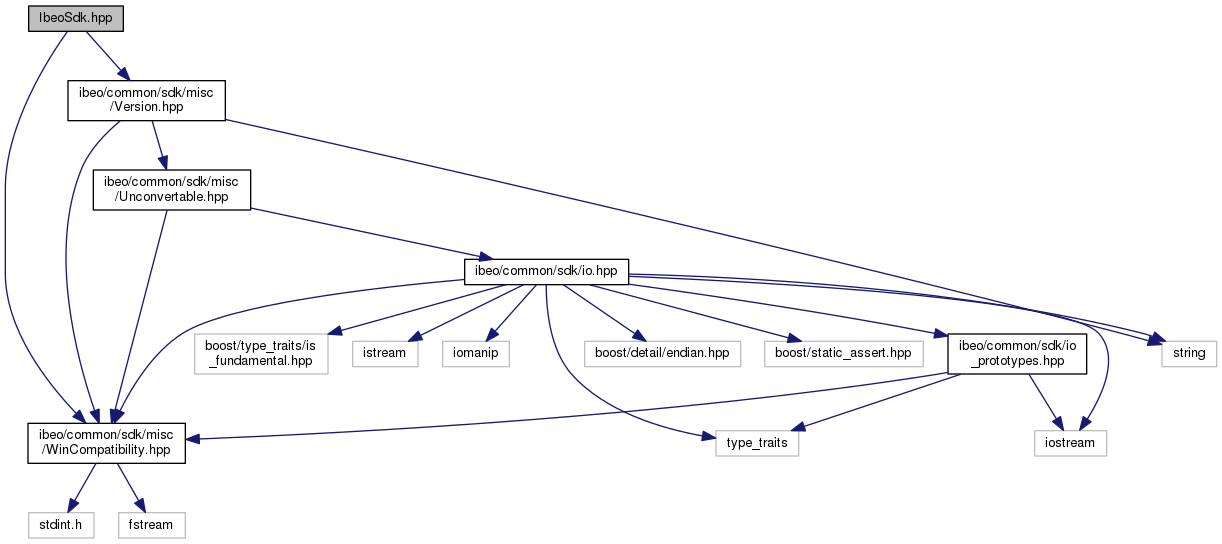 IbeoSdk.hpp
ibeo/common/sdk/misc
/Version.hpp
ibeo/common/sdk/misc
/Unconvertable.hpp
ibeo/common/sdk/io.hpp
boost/type_traits/is
_fundamental.hpp
istream
iomanip
boost/detail/endian.hpp
boost/static_assert.hpp
ibeo/common/sdk/io
_prototypes.hpp
string
ibeo/common/sdk/misc
/WinCompatibility.hpp
type_traits
iostream
stdint.h
fstream